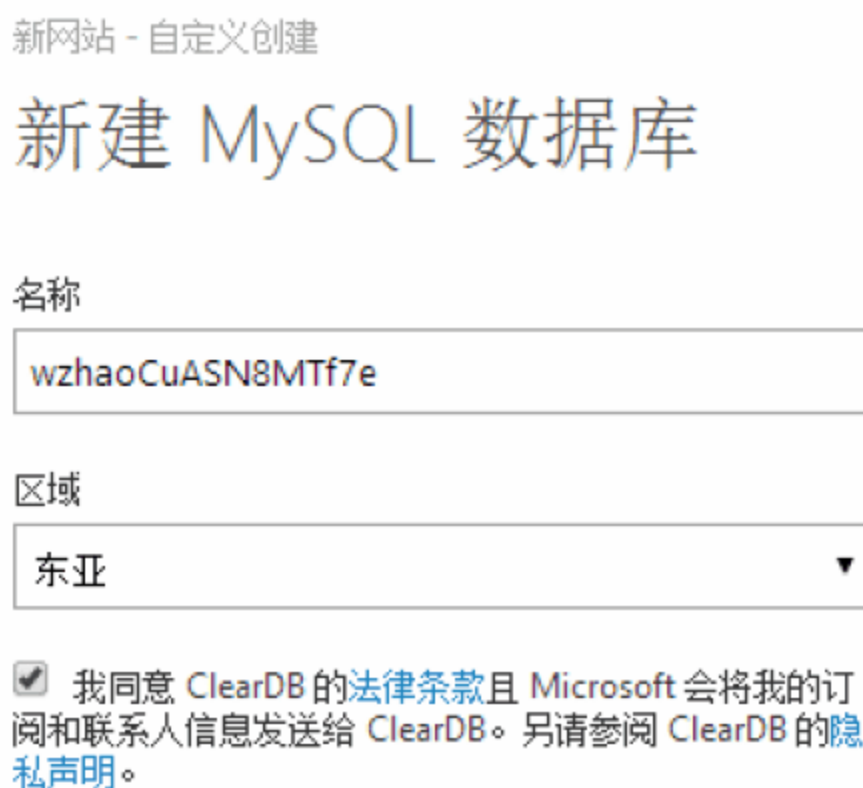 新网站 - 自定义创建
新建 MySQL 数据库
名称
wzhaoCuASN8MTf7e
区域
东亚
我同意 ClearDB 的法律条款且 Microsoft 会将我的订
阅和联系人信息发送给 ClearDB。另请参阅 ClearDB 的隐
私声明。